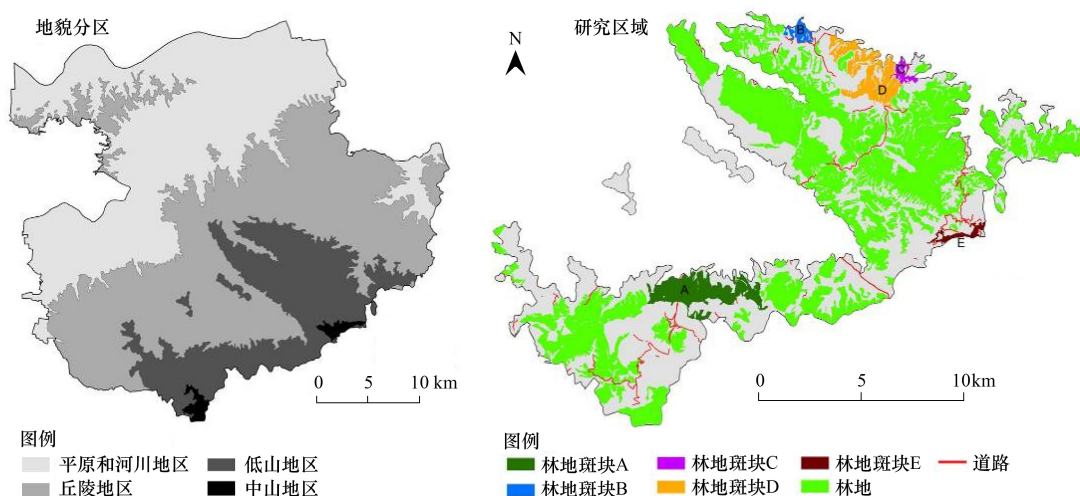 地貌分区
0 5 10 km
图例
平原和河川地区 低山地区
丘陵地区 中山地区
研究区域
N
B
C
D
E
A
0 5 10km
图例
林地斑块A 林地斑块C 林地斑块E 道路
林地斑块B 林地斑块D 林地